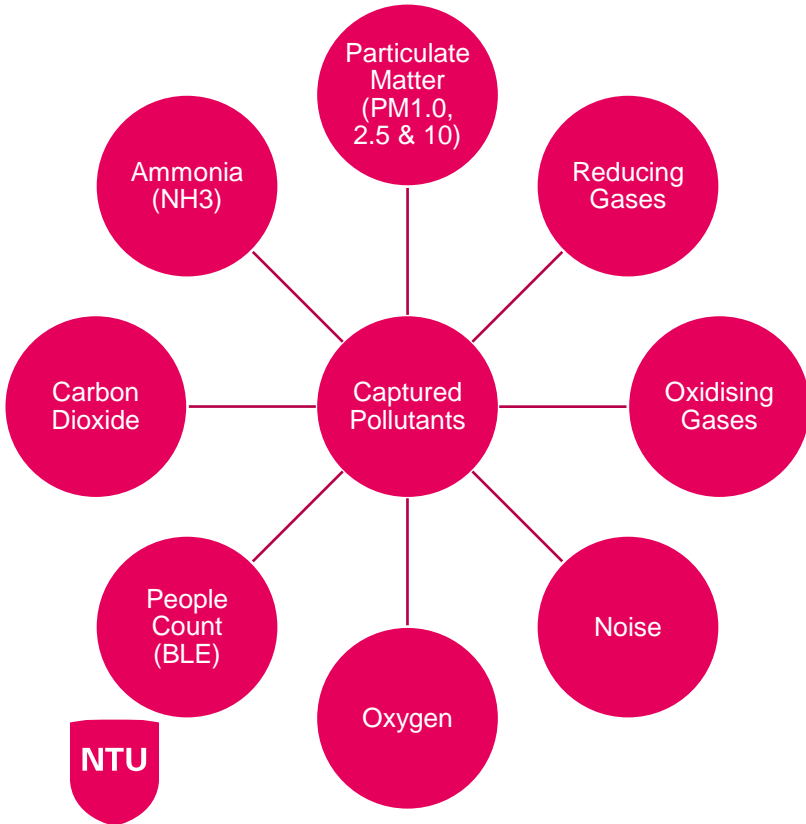 Particulate
Matter
(PM1.0,
2.5 & 10)
Ammonia
(NH3)
Reducing
Gases
Carbon
Dioxide
Captured
Pollutants
Oxidising
Gases
People
Count
(BLE)
Noise
Oxygen
NTU